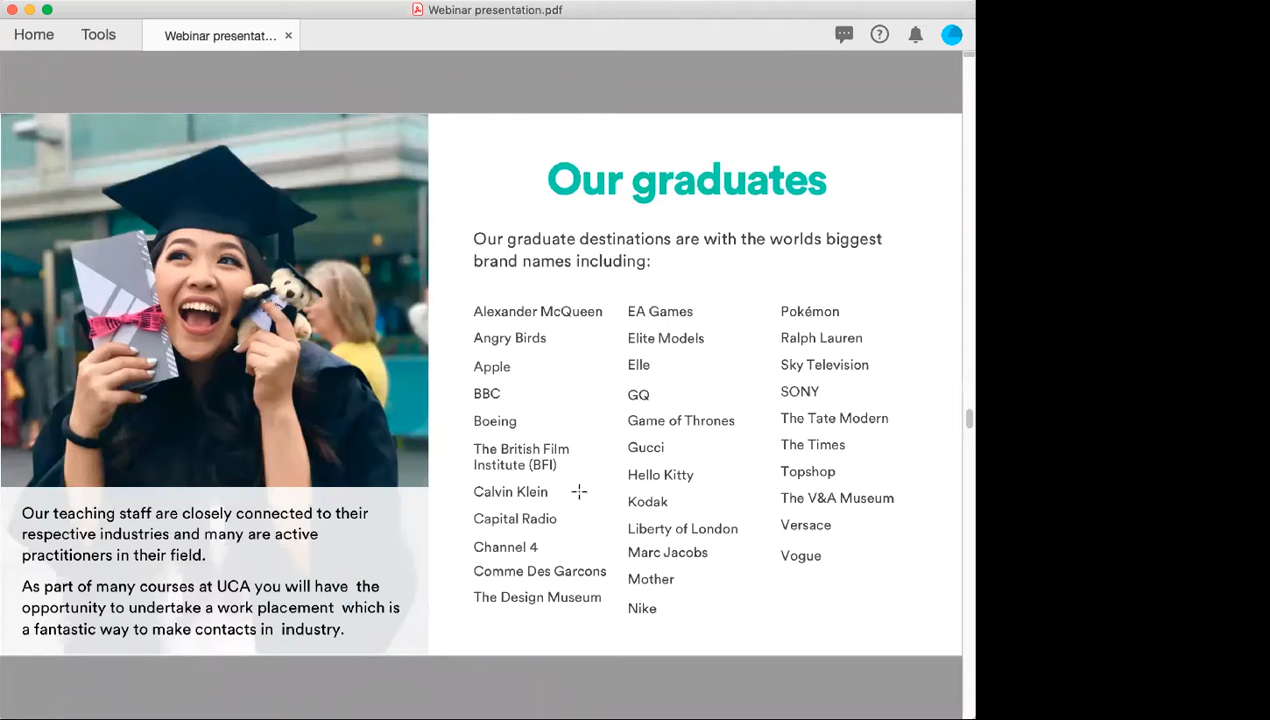 Webinar presentation.pdf
Home
Tools
Webinar presentat...
Our graduates
Our graduate destinations are with the worlds biggest
brand names including:
Alexander McQueen
Angry Birds
Apple
BBC
Boeing
The British Film
Institute (BFI)
Calvin Klein
Capital Radio
Channel 4
Comme Des Garcons
The Design Museum
EA Games
Elite Models
Elle
GQ
Game of Thrones
Gucci
Hello Kitty
Kodak
Liberty of London
Marc Jacobs
Mother
Nike
Pokémon
Ralph Lauren
Sky Television
SONY
The Tate Modern
The Times
Topshop
The V&A Museum
Versace
Vogue
Our teaching staff are closely connected to their
respective industries and many are active
practitioners in their field.
As part of many courses at UCA you will have the
opportunity to undertake a work placement which is
a fantastic way to make contacts in industry.